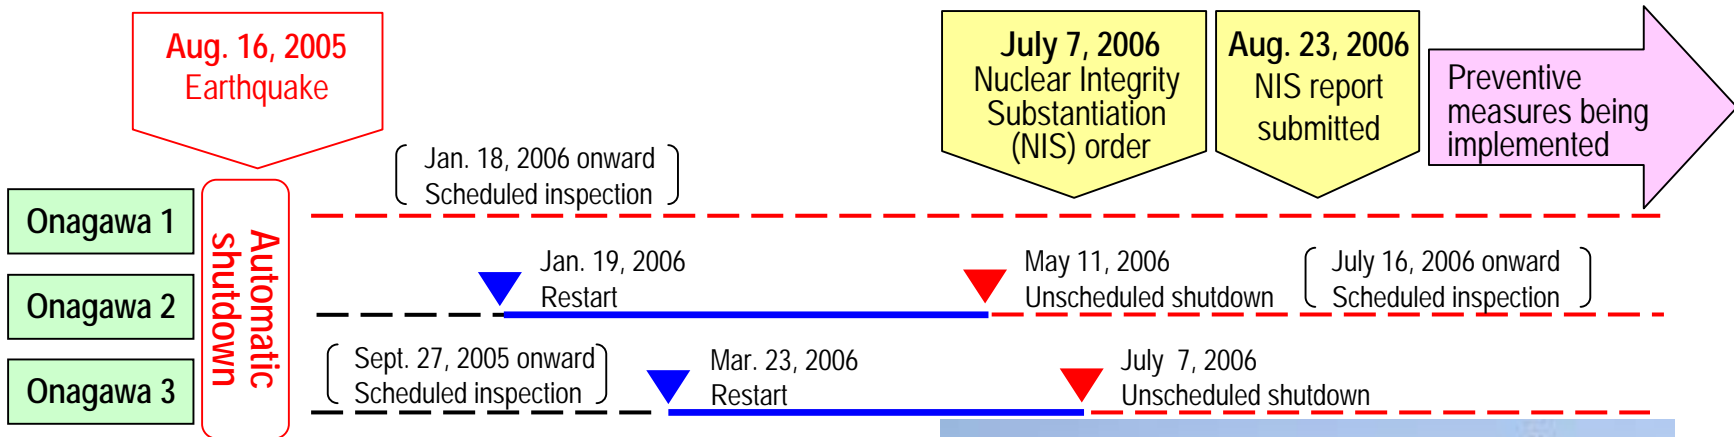 Aug. 16, 2005
Earthquake
July 7, 2006
Nuclear Integrity
Substantiation
(NIS) order
Aug. 23, 2006
NIS report
submitted
Preventive
measures being
implemented
Automatic
shutdown
Onagawa 1
Jan. 18, 2006 onward
Scheduled inspection
Onagawa 2
Jan. 19, 2006
Restart
May 11, 2006
Unscheduled shutdown
July 16, 2006 onward
Scheduled inspection
Onagawa 3
Sept. 27, 2005 onward
Scheduled inspection
Mar. 23, 2006
Restart
July 7, 2006
Unscheduled shutdown